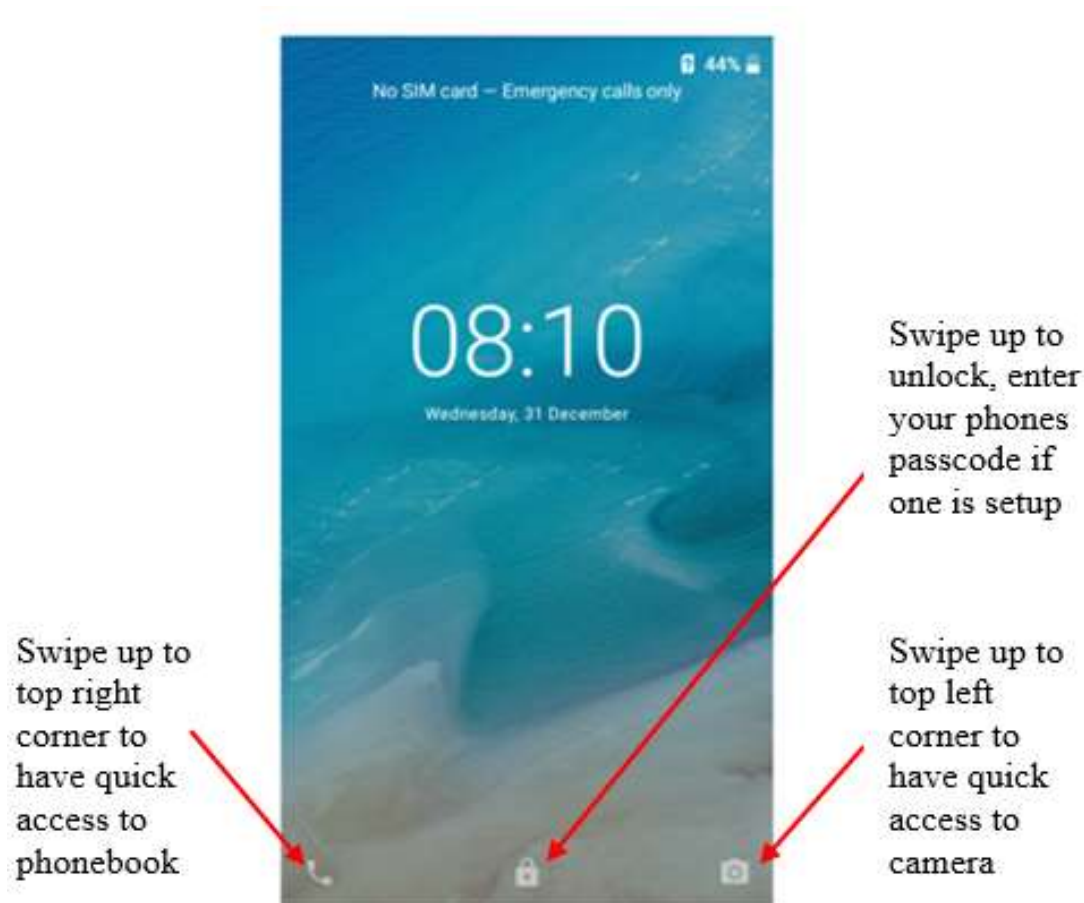 44%
No SIM card — Emergency calls only
08:10
Wednesday, 31 December
Swipe up to
unlock, enter
your phones
passcode if
one is setup
Swipe up to
top right
corner to
have quick
access to
phonebook
Swipe up to
top left
corner to
have quick
access to
camera